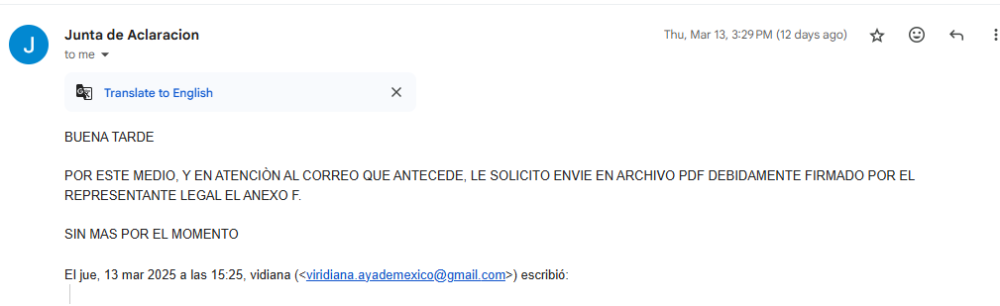 J
Junta de Aclaracion
Thu, Mar 13, 3:29 PM (12 days ago)
to me
Translate to English
BUENA TARDE
POR ESTE MEDIO, Y EN ATENCIÒN AL CORREO QUE ANTECEDE, LE SOLICITO ENVIE EN ARCHIVO PDF DEBIDAMENTE FIRMADO POR EL
REPRESENTANTE LEGAL EL ANEXO F.
SIN MAS POR EL MOMENTO
El jue, 13 mar 2025 a las 15:25, vidiana (<viridiana.ayademexico@gmail.com>) escribió: